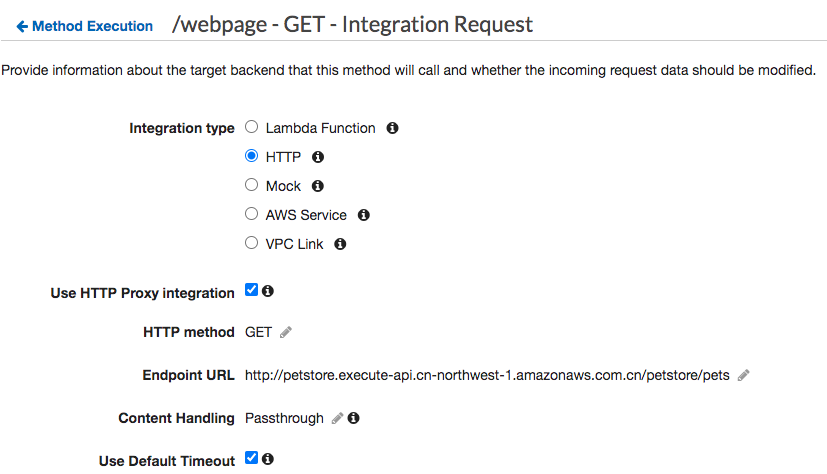 Method Execution /webpage - GET - Integration Request
Provide information about the target backend that this method will call and whether the incoming request data should be modified.
Integration type Lambda Function
HTTP
Mock
AWS Service
VPC Link
Use HTTP Proxy integration
HTTP method GET
Endpoint URL http://petstore.execute-api.cn-northwest-1.amazonaws.com.cn/petstore/pets
Content Handling Passthrough
Use Default Timeout